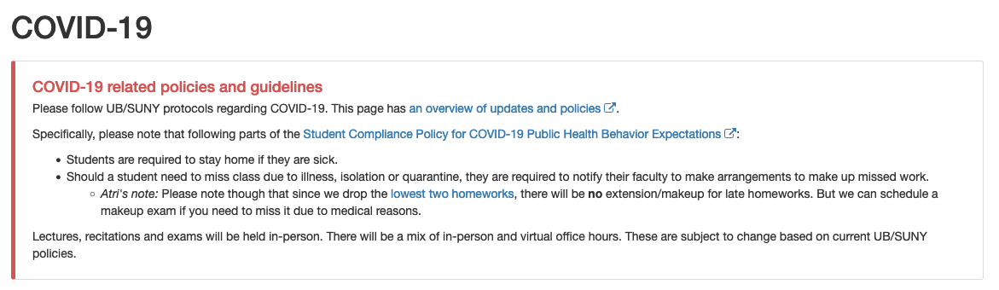 COVID-19
COVID-19 related policies and guidelines
Please follow UB/SUNY protocols regarding COVID-19. This page has an overview of updates and policies.
Specifically, please note that following parts of the Student Compliance Policy for COVID-19 Public Health Behavior Expectations:
• Students are required to stay home if they are sick.
• Should a student need to miss class due to illness, isolation or quarantine, they are required to notify their faculty to make arrangements to make up missed work.
◦ Atri's note: Please note though that since we drop the lowest two homeworks, there will be no extension/makeup for late homeworks. But we can schedule a
makeup exam if you need to miss it due to medical reasons.
Lectures, recitations and exams will be held in-person. There will be a mix of in-person and virtual office hours. These are subject to change based on current UB/SUNY
policies.